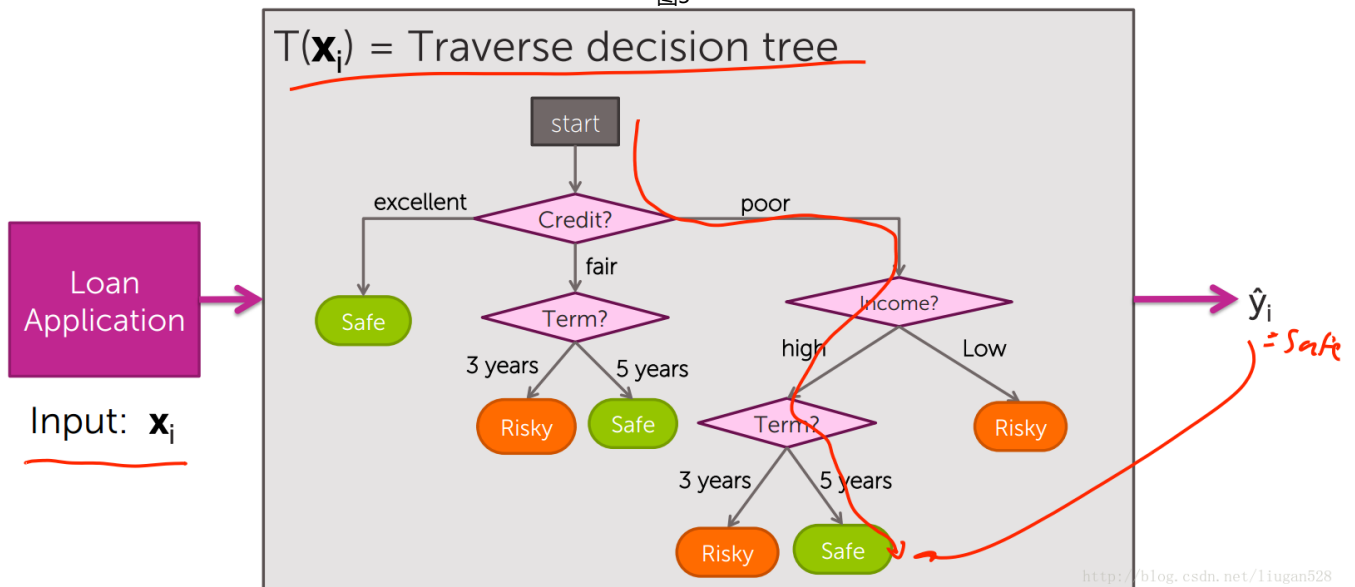 T(xᵢ) = Traverse decision tree
start
excellent
Credit?
poor
fair
Loan
Application
Safe
Term?
Income?
ŷᵢ
= Safe
3 years
5 years
high
Low
Input: xᵢ
Risky
Safe
Term?
Risky
3 years
5 years
Risky
Safe
http://blog.csdn.net/liugan528